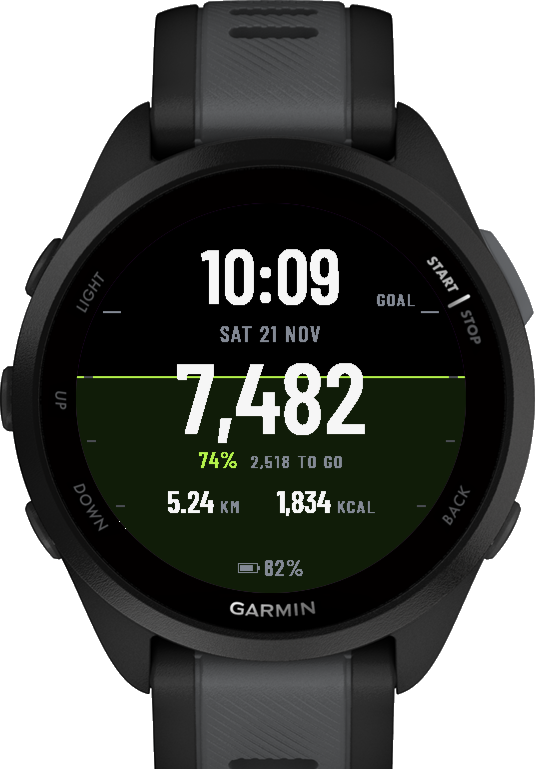 10:09
LIGHT
START
STOP
GOAL
SAT 21 NOV
7,482
UP
74% 2,518 TO GO
5.24 KM 1,834 KCAL
DOWN
BACK
82%
GARMIN